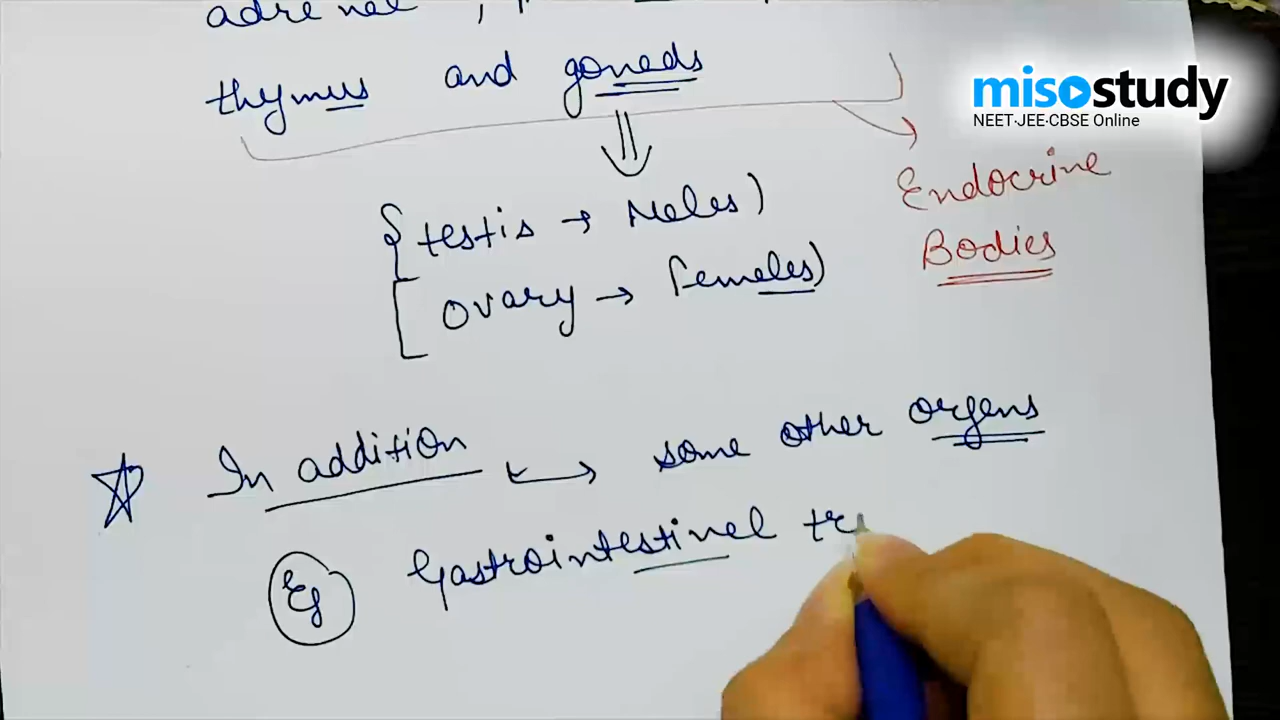 adrenal,
thymus and gonads
misostudy
NEET·JEE·CBSE Online
Endocrine
Bodies
testis → Males)
Ovary → Females)
In addition some other organs
Eg Gastrointestinal tr